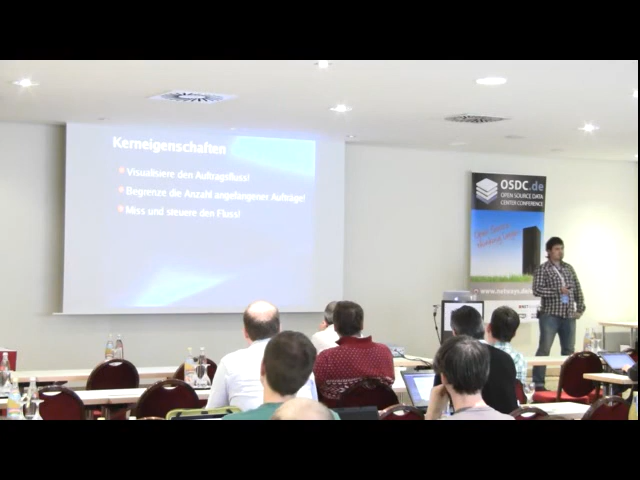 Kerneigenschaften
Visualisiere den Auftragsfluss!
Begrenze die Anzahl angefangener Aufträge!
Miss und steuere den Fluss!
OSDC.de
OPEN SOURCE DATA
CENTER CONFERENCE